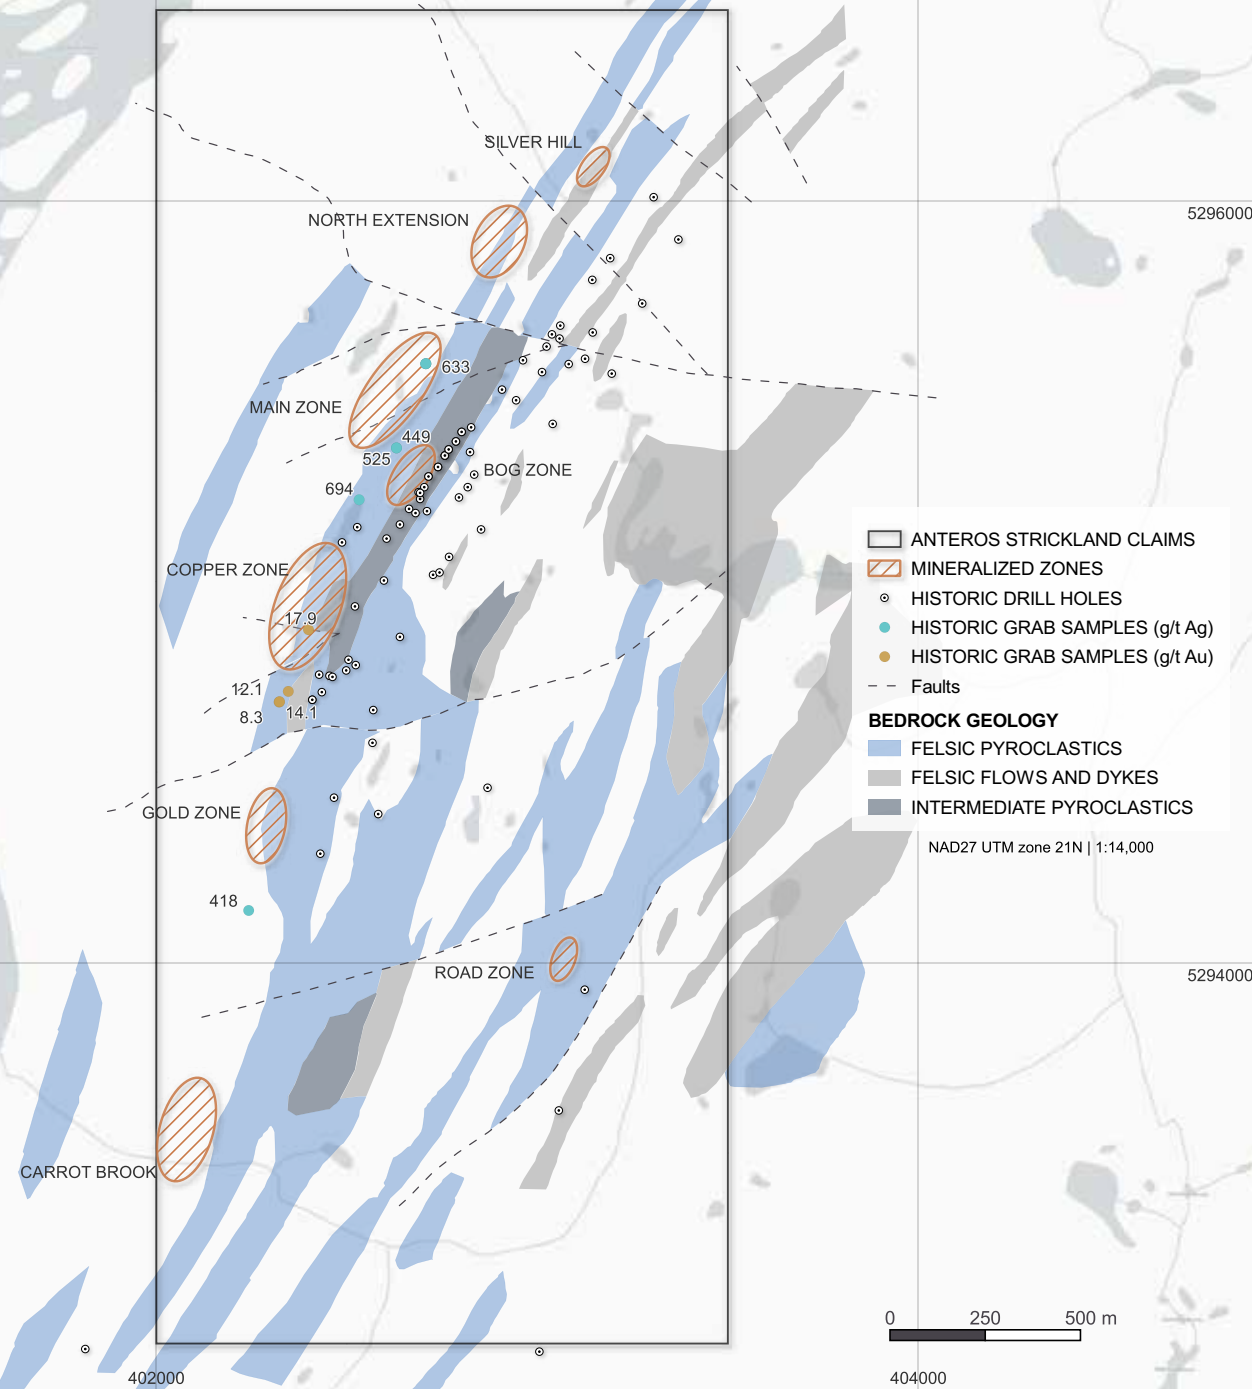 SILVER HILL
NORTH EXTENSION
5296000
633
MAIN ZONE
449
525
BOG ZONE
694
ANTEROS STRICKLAND CLAIMS
COPPER ZONE
MINERALIZED ZONES
HISTORIC DRILL HOLES
17.9
HISTORIC GRAB SAMPLES (g/t Ag)
HISTORIC GRAB SAMPLES (g/t Au)
12.1
Faults
8.3
14.1
BEDROCK GEOLOGY
FELSIC PYROCLASTICS
FELSIC FLOWS AND DYKES
INTERMEDIATE PYROCLASTICS
GOLD ZONE
NAD27 UTM zone 21N | 1:14,000
418
ROAD ZONE
5294000
CARROT BROOK
0 250 500 m
402000
404000